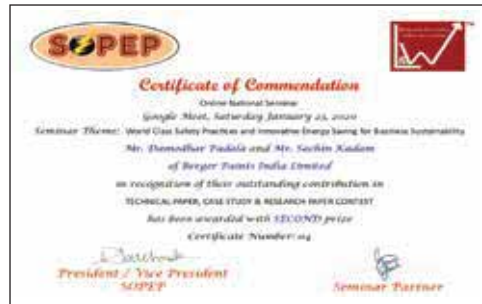 SOPEP
Certificate of Commendation
Online National Seminar
Google Meet, Saturday January 23, 2020
Seminar Theme: World Class Safety Practices and Innovative Energy Saving for Business Sustainability
Mr. Damodhar Padala and Mr. Sachin Kadam
of Berger Paints India Limited
in recognition of their outstanding contribution in
TECHNICAL PAPER, CASE STUDY & RESEARCH PAPER CONTEST
has been awarded with SECOND prize
Certificate Number: 04
President / Vice President
SOPEP
Seminar Partner